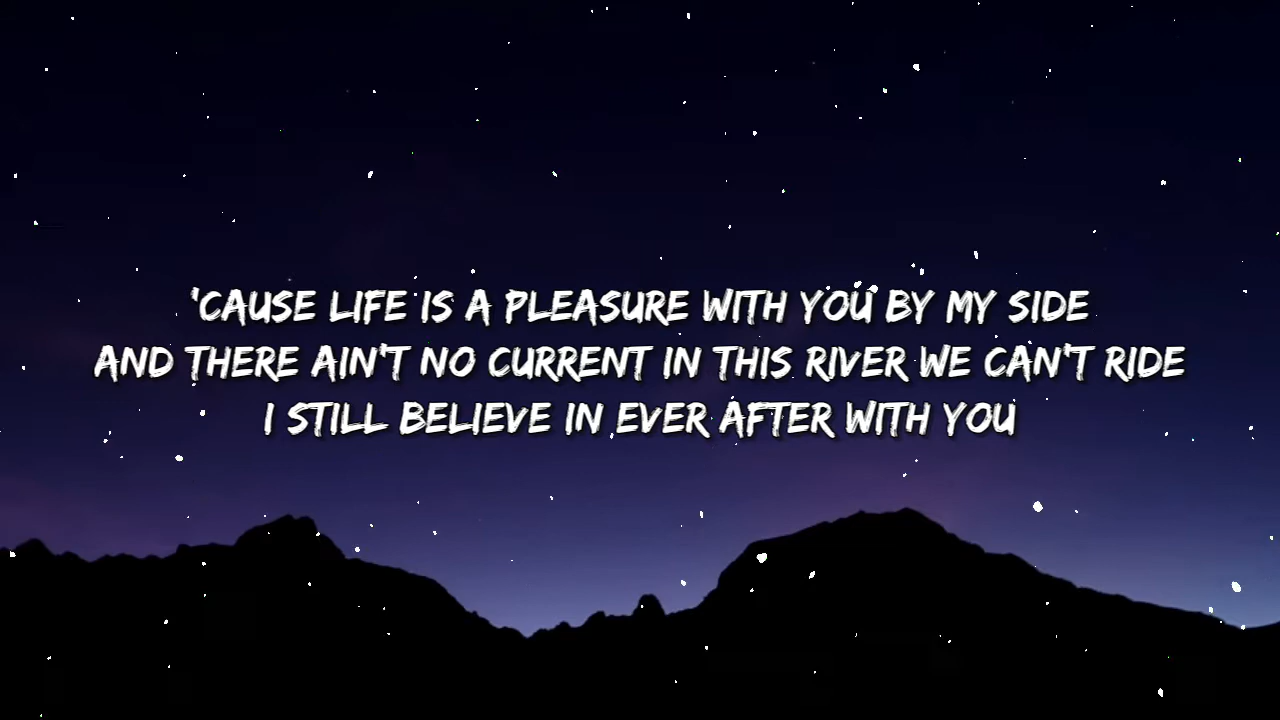 'CAUSE LIFE IS A PLEASURE WITH YOU BY MY SIDE
AND THERE AIN'T NO CURRENT IN THIS RIVER WE CAN'T RIDE
I STILL BELIEVE IN EVER AFTER WITH YOU